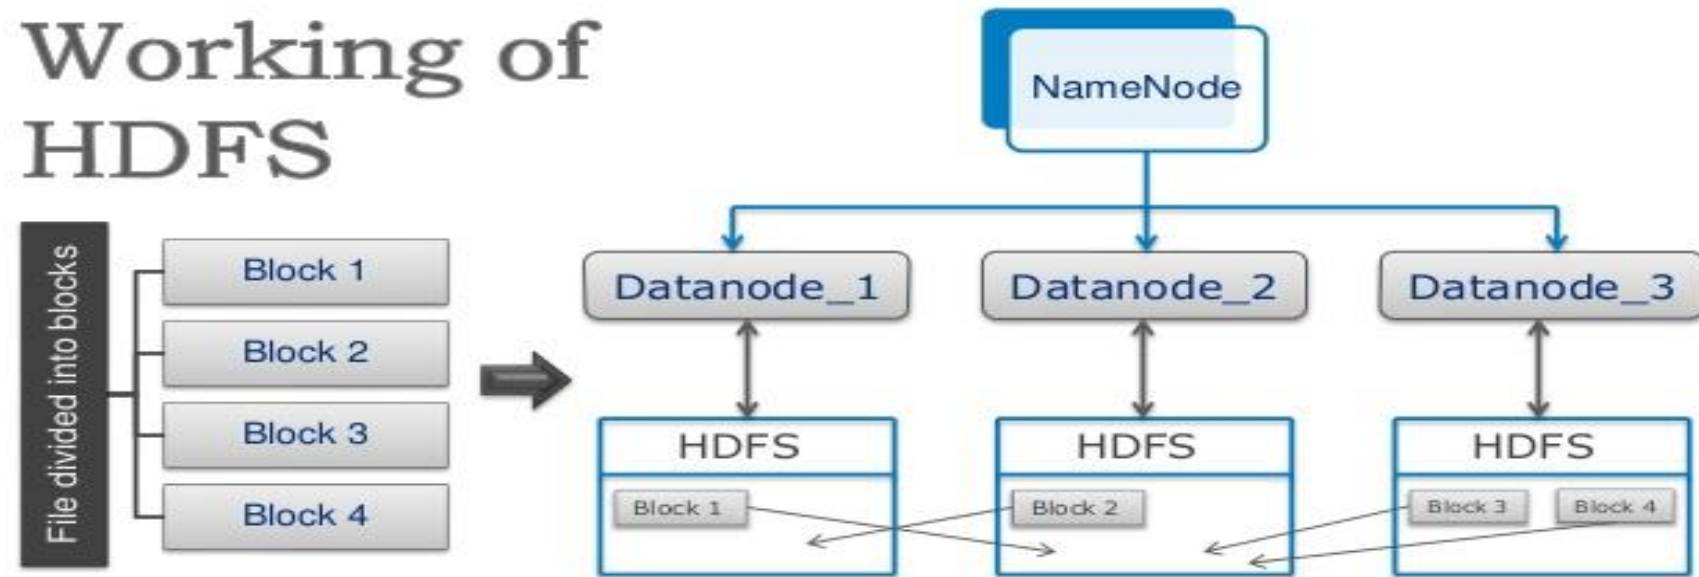 Working of
HDFS
NameNode
File divided into blocks
Block 1
Block 2
Block 3
Block 4
Datanode_1
Datanode_2
Datanode_3
HDFS
HDFS
HDFS
Block 1
Block 2
Block 3
Block 4